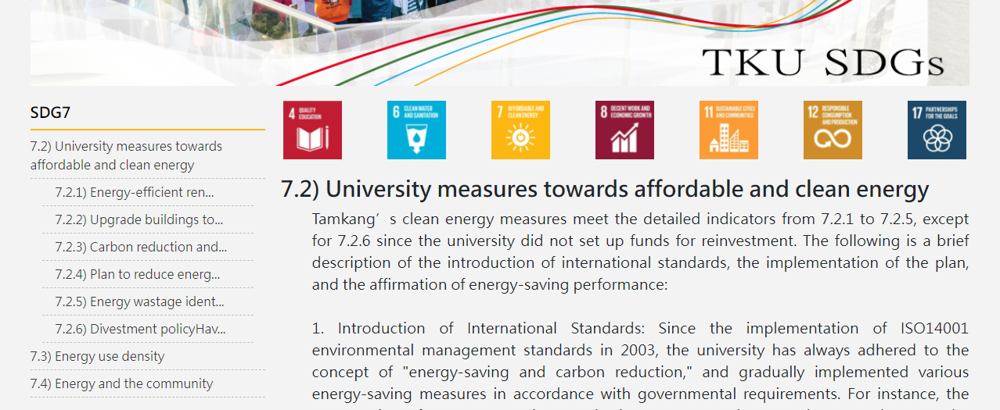 TKU SDGs
SDG7
7.2) University measures towards
affordable and clean energy
7.2.1) Energy-efficient ren...
7.2.2) Upgrade buildings to...
7.2.3) Carbon reduction and...
7.2.4) Plan to reduce energ...
7.2.5) Energy wastage ident...
7.2.6) Divestment policyHav...
7.3) Energy use density
7.4) Energy and the community
4 QUALITY
EDUCATION
6 CLEAN WATER
AND SANITATION
7 AFFORDABLE AND
CLEAN ENERGY
8 DECENT WORK AND
ECONOMIC GROWTH
11 SUSTAINABLE CITIES
AND COMMUNITIES
12 RESPONSIBLE
CONSUMPTION
AND PRODUCTION
17 PARTNERSHIPS
FOR THE GOALS
7.2) University measures towards affordable and clean energy
Tamkang’s clean energy measures meet the detailed indicators from 7.2.1 to 7.2.5, except
for 7.2.6 since the university did not set up funds for reinvestment. The following is a brief
description of the introduction of international standards, the implementation of the plan,
and the affirmation of energy-saving performance:
1. Introduction of International Standards: Since the implementation of ISO14001
environmental management standards in 2003, the university has always adhered to the
concept of "energy-saving and carbon reduction," and gradually implemented various
energy-saving measures in accordance with governmental requirements. For instance, the